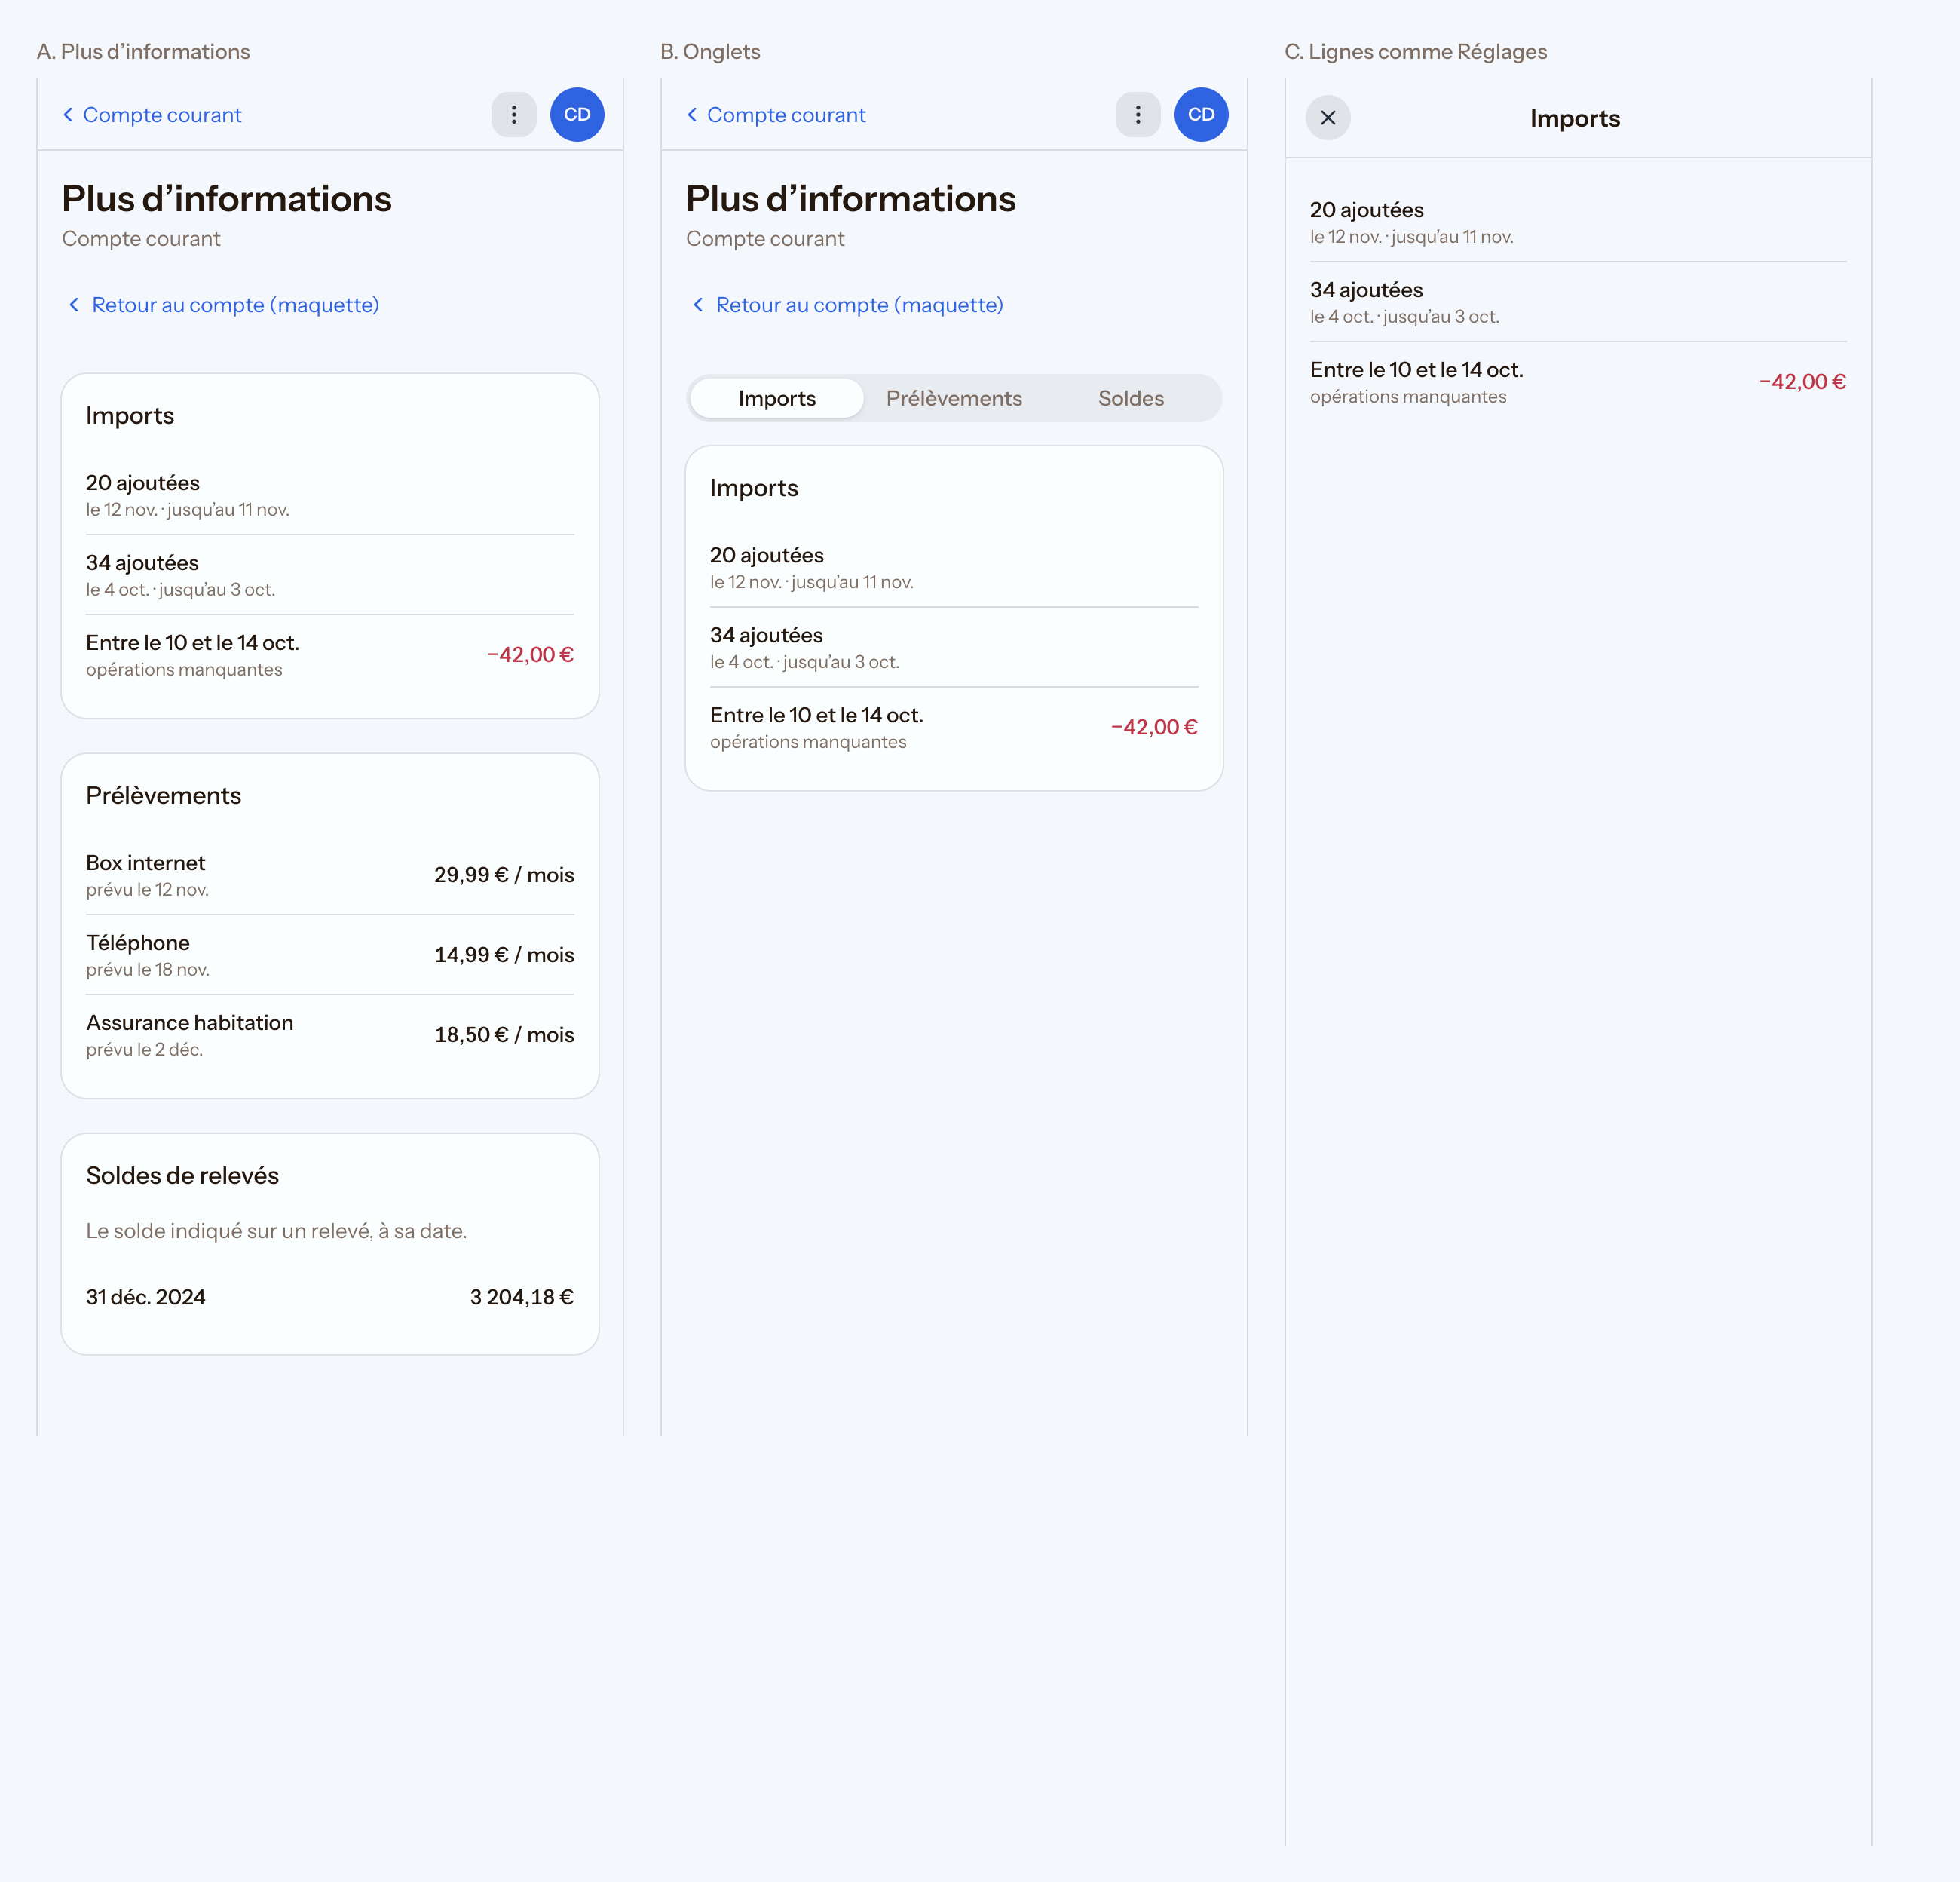 A. Plus d’informations
Compte courant
CD
Plus d’informations
Compte courant
Retour au compte (maquette)
Imports
20 ajoutées
le 12 nov. · jusqu’au 11 nov.
34 ajoutées
le 4 oct. · jusqu’au 3 oct.
Entre le 10 et le 14 oct.
−42,00 €
opérations manquantes
Prélèvements
Box internet
29,99 € / mois
prévu le 12 nov.
Téléphone
14,99 € / mois
prévu le 18 nov.
Assurance habitation
18,50 € / mois
prévu le 2 déc.
Soldes de relevés
Le solde indiqué sur un relevé, à sa date.
31 déc. 2024
3 204,18 €
B. Onglets
Compte courant
CD
Plus d’informations
Compte courant
Retour au compte (maquette)
Imports
Prélèvements
Soldes
Imports
20 ajoutées
le 12 nov. · jusqu’au 11 nov.
34 ajoutées
le 4 oct. · jusqu’au 3 oct.
Entre le 10 et le 14 oct.
−42,00 €
opérations manquantes
C. Lignes comme Réglages
Imports
20 ajoutées
le 12 nov. · jusqu’au 11 nov.
34 ajoutées
le 4 oct. · jusqu’au 3 oct.
Entre le 10 et le 14 oct.
−42,00 €
opérations manquantes